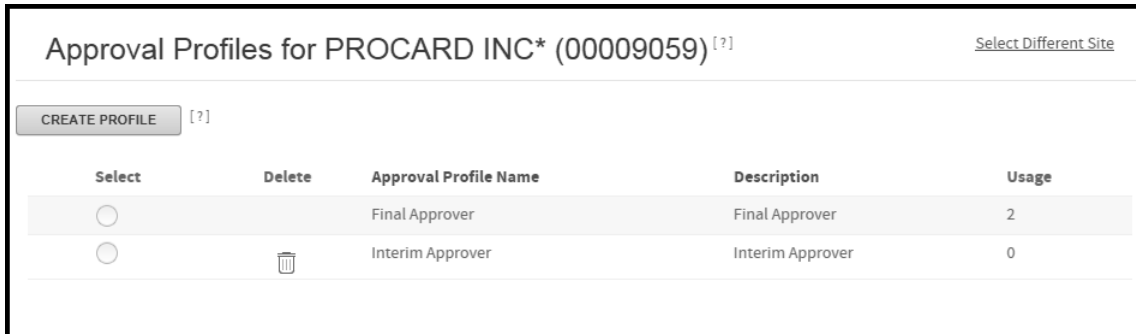 Approval Profiles for PROCARD INC* (00009059) [?]
Select Different Site
CREATE PROFILE [?]
Select Delete Approval Profile Name Description Usage
Final Approver Final Approver 2
Interim Approver Interim Approver 0